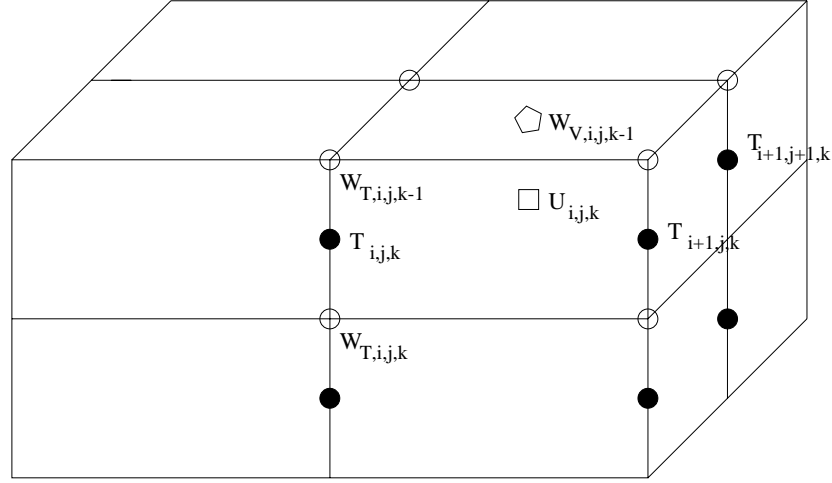 W_{V,i,j,k-1}
T_{i+1,j+1,k}
W_{T,i,j,k-1}
U_{i,j,k}
T_{i,j,k}
T_{i+1,j,k}
W_{T,i,j,k}